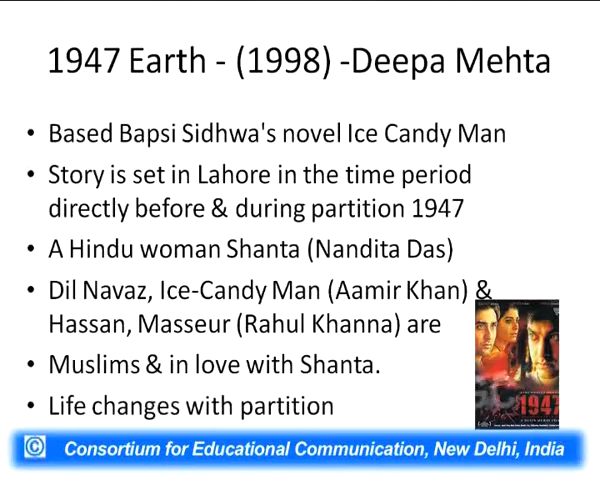 1947 Earth - (1998) -Deepa Mehta
• Based Bapsi Sidhwa's novel Ice Candy Man
• Story is set in Lahore in the time period
directly before & during partition 1947
• A Hindu woman Shanta (Nandita Das)
• Dil Navaz, Ice-Candy Man (Aamir Khan) &
Hassan, Masseur (Rahul Khanna) are
• Muslims & in love with Shanta.
• Life changes with partition
1947
© Consortium for Educational Communication, New Delhi, India